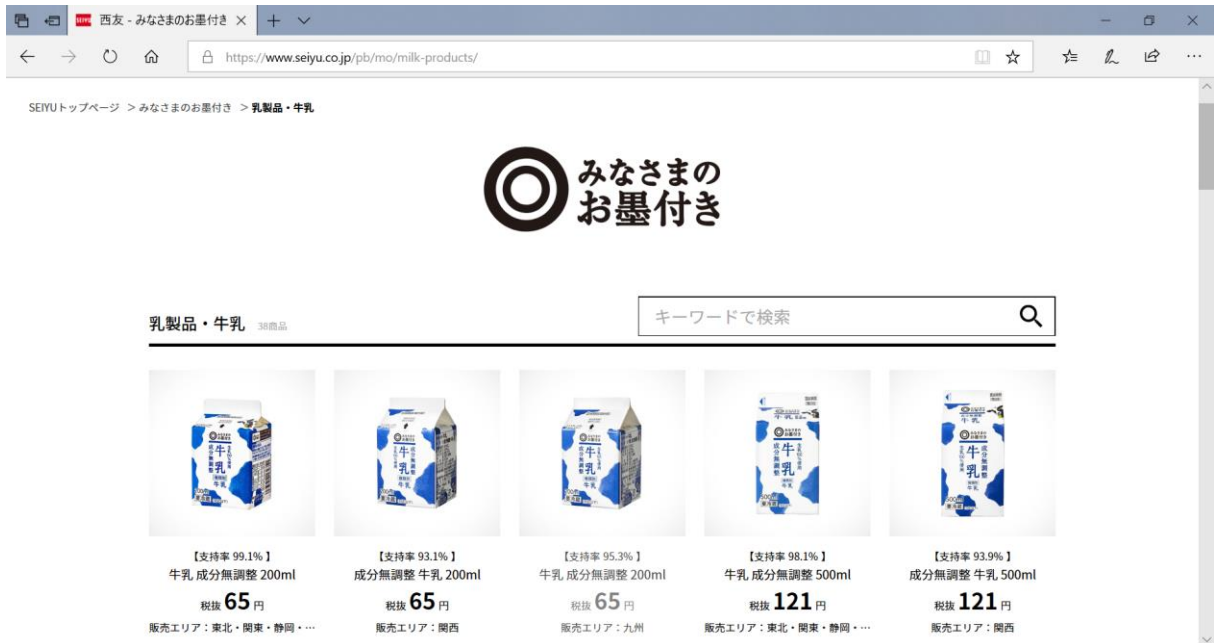 西友 - みなさまのお墨付き
https://www.seiyu.co.jp/pb/mo/milk-products/
SEIYUトップページ > みなさまのお墨付き > 乳製品・牛乳
みなさまの
お墨付き
乳製品・牛乳 38商品
キーワードで検索
【支持率 99.1% 】
牛乳 成分無調整 200ml
税抜 65 円
販売エリア：東北・関東・静岡・…
【支持率 93.1% 】
成分無調整 牛乳 200ml
税抜 65 円
販売エリア：関西
【支持率 95.3% 】
牛乳 成分無調整 200ml
税抜 65 円
販売エリア：九州
【支持率 98.1% 】
牛乳 成分無調整 500ml
税抜 121 円
販売エリア：東北・関東・静岡・…
【支持率 93.9% 】
成分無調整 牛乳 500ml
税抜 121 円
販売エリア：関西